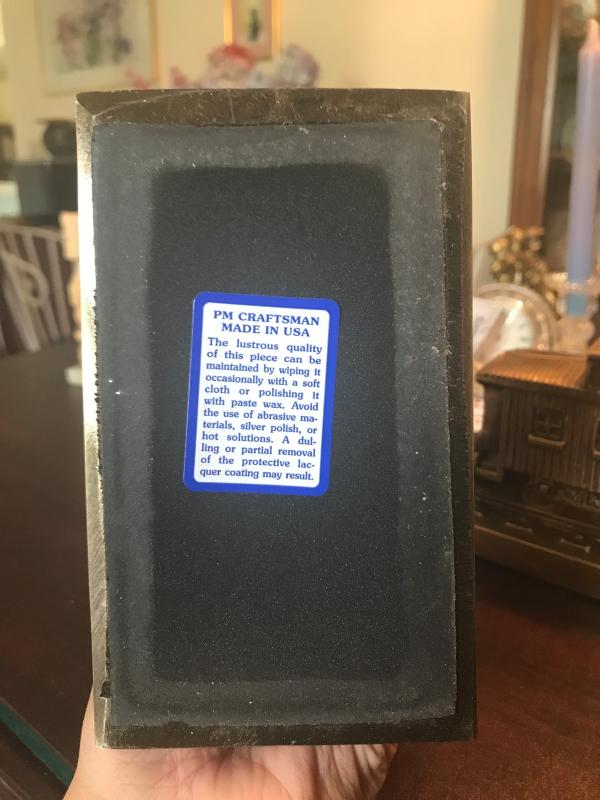 PM CRAFTSMAN
MADE IN USA
The lustrous quality
of this piece can be
maintained by wiping it
occasionally with a soft
cloth or polishing it
with paste wax. Avoid
the use of abrasive ma-
terials, silver polish, or
hot solutions. A dul-
ling or partial removal
of the protective lac-
quer coating may result.